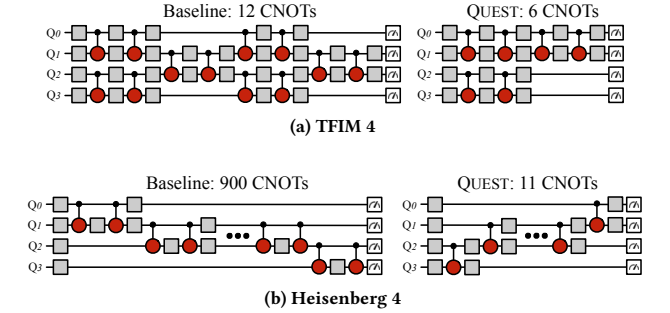 Baseline: 12 CNOTs
QUEST: 6 CNOTs
Q0
Q1
Q2
Q3
Q0
Q1
Q2
Q3
(a) TFIM 4
Baseline: 900 CNOTs
QUEST: 11 CNOTs
Q0
Q1
Q2
Q3
Q0
Q1
Q2
Q3
(b) Heisenberg 4